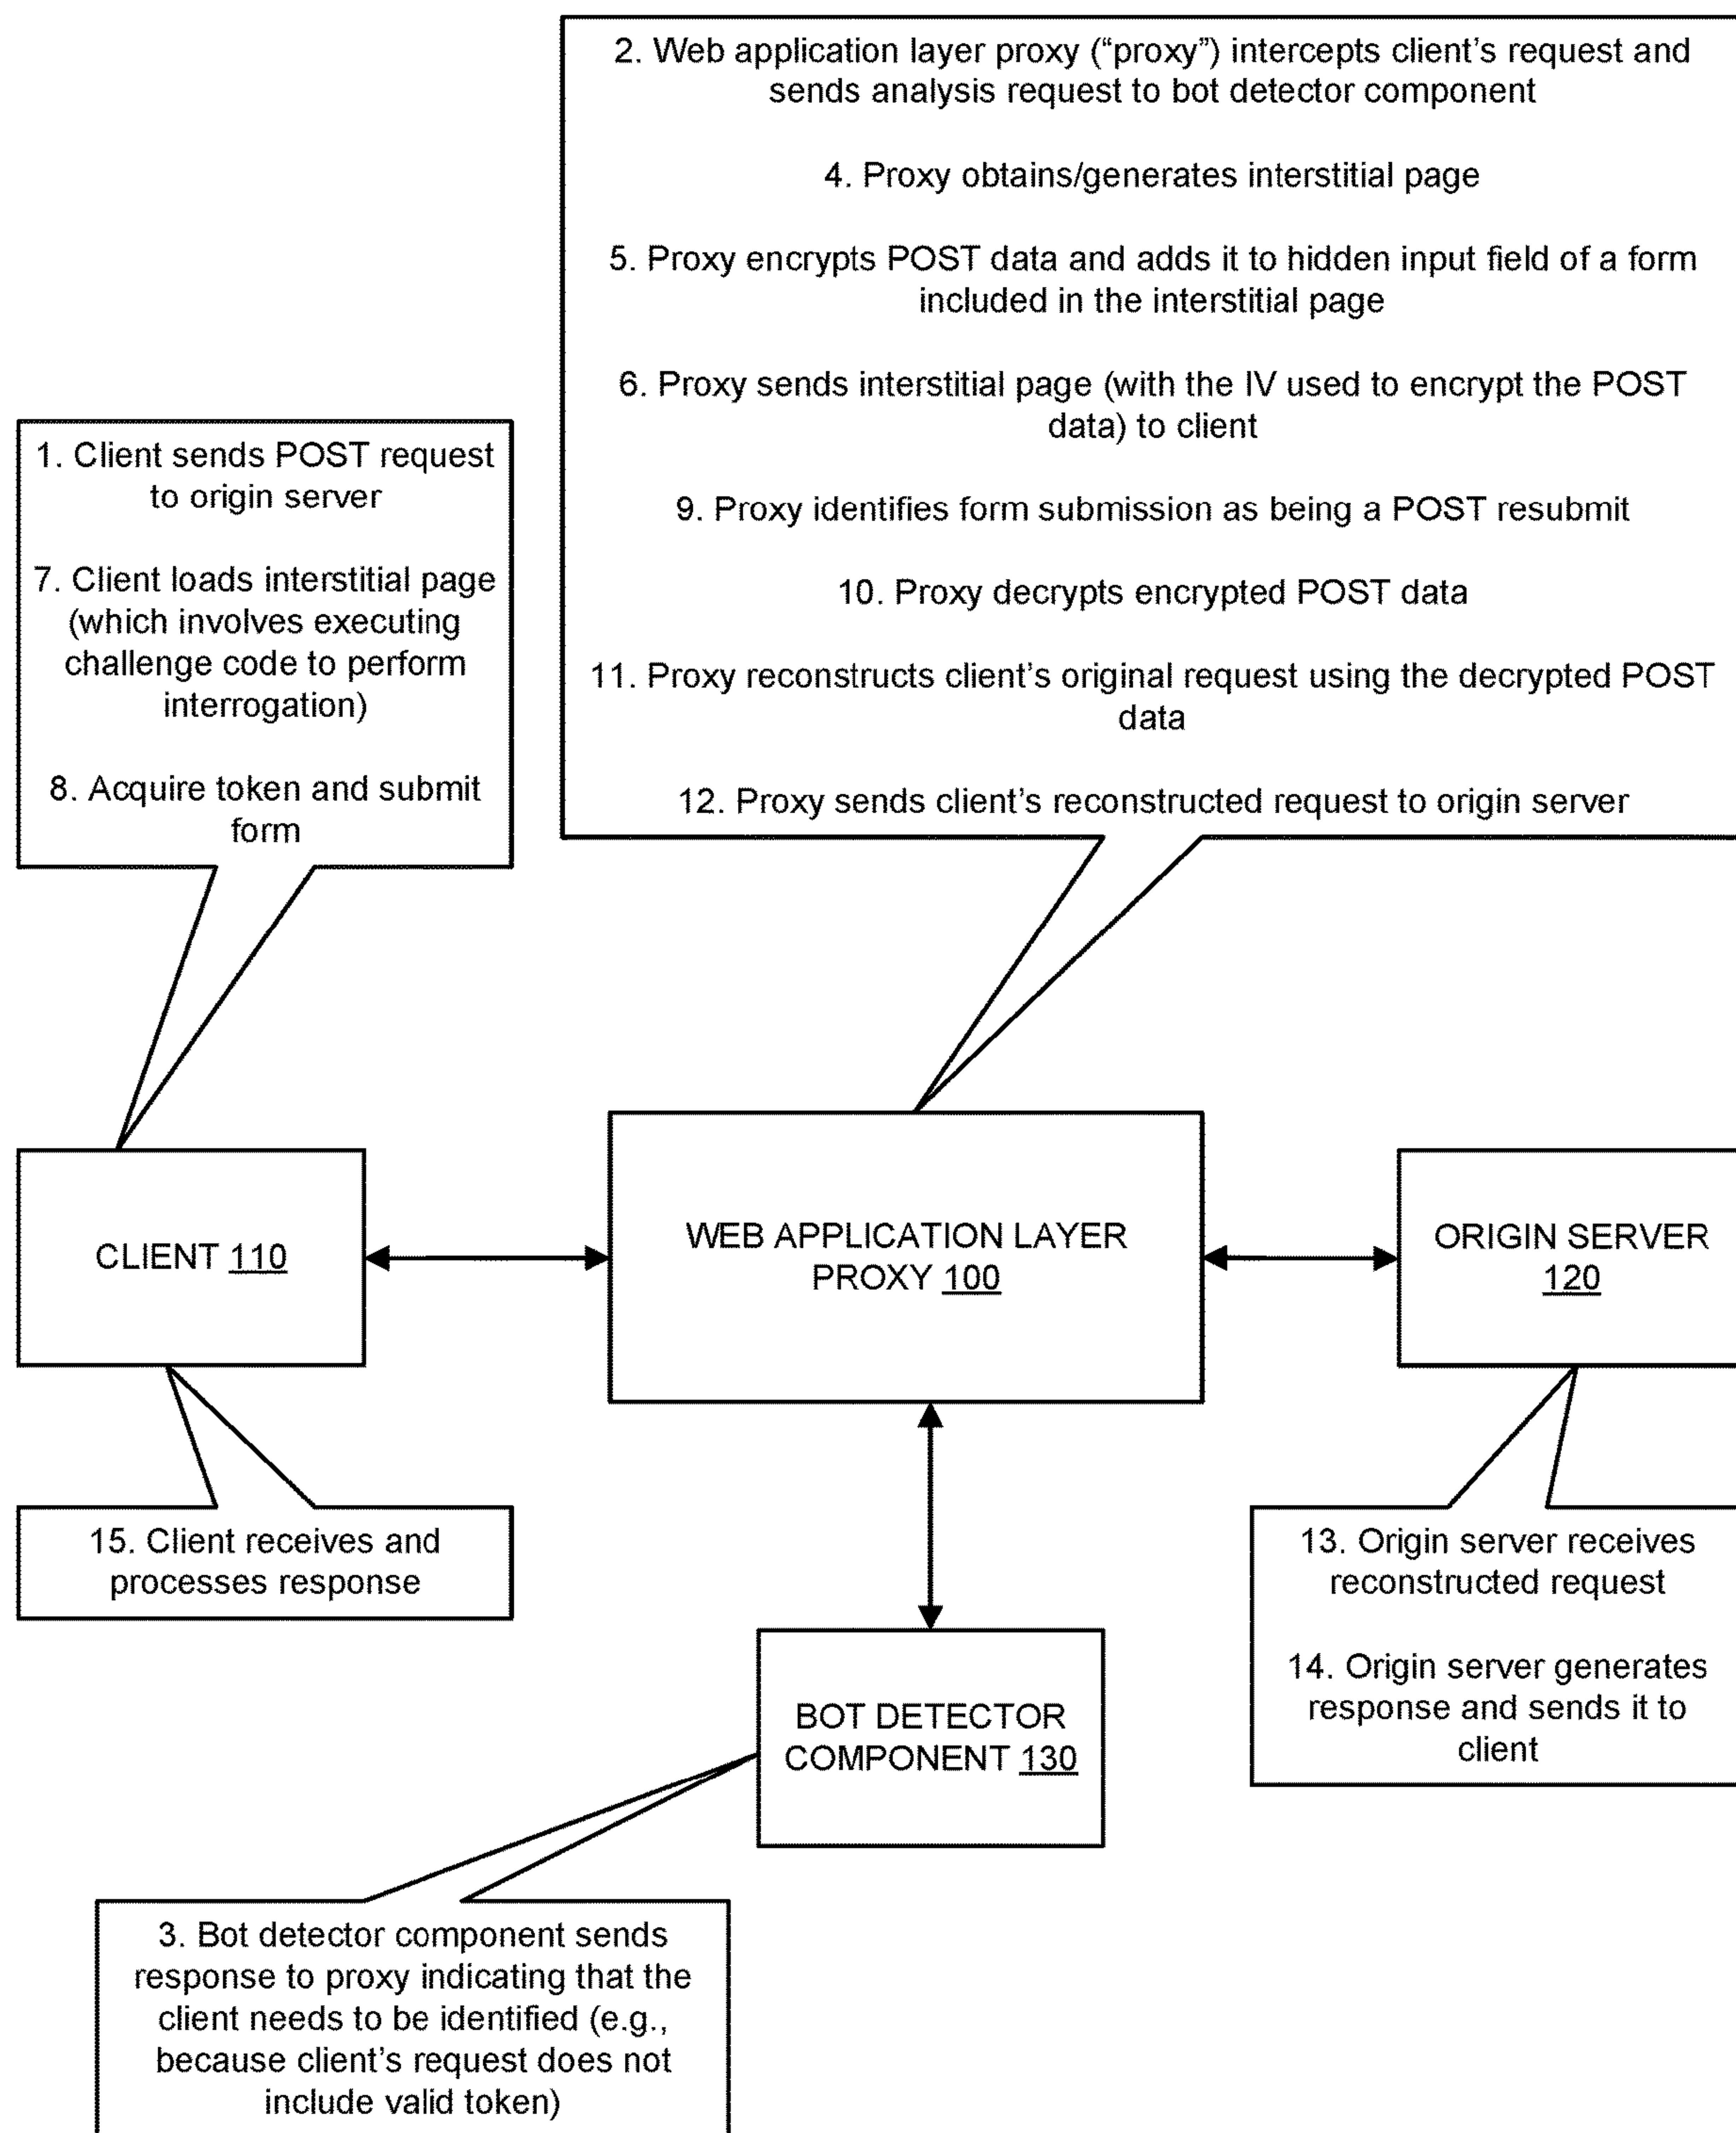 2. Web application layer proxy (“proxy”) intercepts client’s request and
sends analysis request to bot detector component
4. Proxy obtains/generates interstitial page
5. Proxy encrypts POST data and adds it to hidden input field of a form
included in the interstitial page
6. Proxy sends interstitial page (with the IV used to encrypt the POST
data) to client
9. Proxy identifies form submission as being a POST resubmit
10. Proxy decrypts encrypted POST data
11. Proxy reconstructs client’s original request using the decrypted POST
data
12. Proxy sends client’s reconstructed request to origin server
1. Client sends POST request
to origin server
7. Client loads interstitial page
(which involves executing
challenge code to perform
interrogation)
8. Acquire token and submit
form
CLIENT 110
WEB APPLICATION LAYER
PROXY 100
ORIGIN SERVER
120
15. Client receives and
processes response
13. Origin server receives
reconstructed request
14. Origin server generates
response and sends it to
client
BOT DETECTOR
COMPONENT 130
3. Bot detector component sends
response to proxy indicating that the
client needs to be identified (e.g.,
because client’s request does not
include valid token)